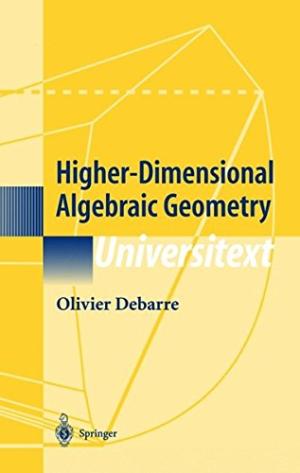 Higher-Dimensional
Algebraic Geometry
Universitext
Olivier Debarre
Springer